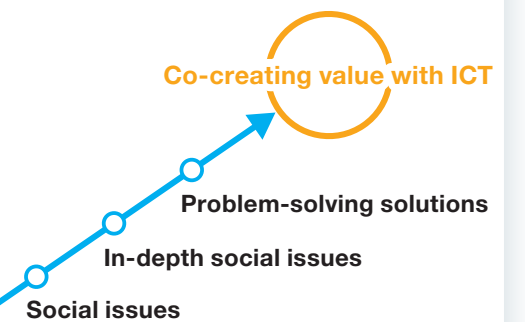 Co-creating value with ICT
Problem-solving solutions
In-depth social issues
Social issues